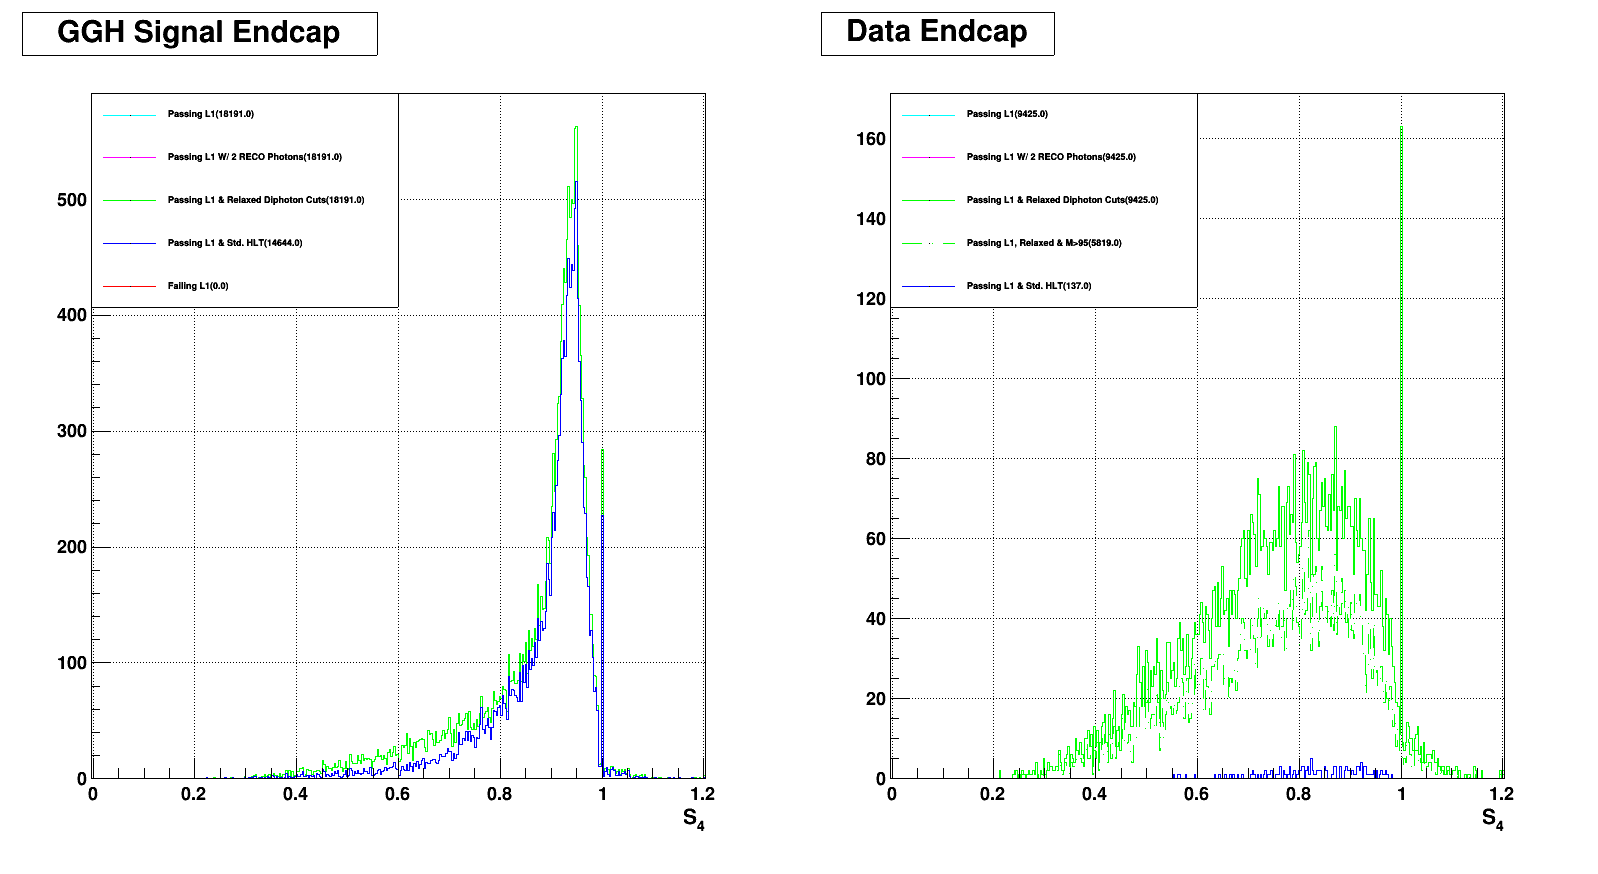 GGH Signal Endcap
Passing L1(18191.0)
Passing L1 W/ 2 RECO Photons(18191.0)
Passing L1 & Relaxed Diphoton Cuts(18191.0)
Passing L1 & Std. HLT(14644.0)
Failing L1(0.0)
500
400
300
200
100
0
0 0.2 0.4 0.6 0.8 1 1.2
S4
Data Endcap
Passing L1(9425.0)
Passing L1 W/ 2 RECO Photons(9425.0)
Passing L1 & Relaxed Diphoton Cuts(9425.0)
Passing L1, Relaxed & M>95(5819.0)
Passing L1 & Std. HLT(137.0)
160
140
120
100
80
60
40
20
0
0 0.2 0.4 0.6 0.8 1 1.2
S4